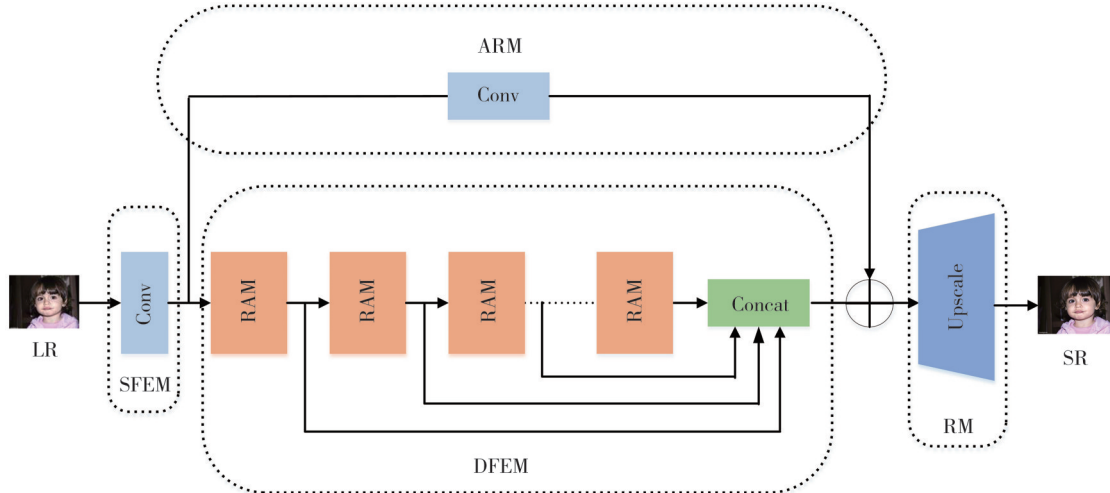 ARM
Conv
LR
Conv
SFEM
RAM
RAM
RAM
RAM
Concat
DFEM
Upscale
RM
SR